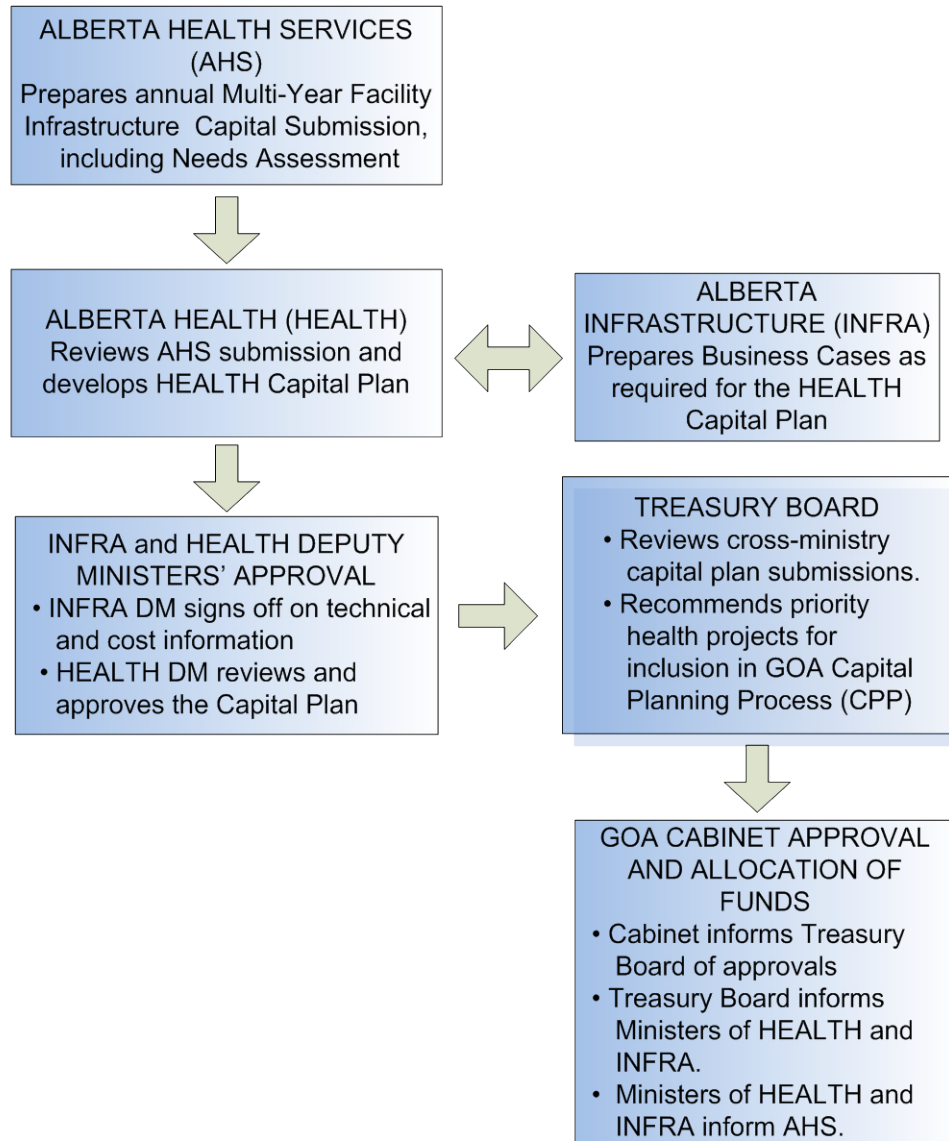 ALBERTA HEALTH SERVICES
(AHS)
Prepares annual Multi-Year Facility
Infrastructure Capital Submission,
including Needs Assessment
ALBERTA HEALTH (HEALTH)
Reviews AHS submission and
develops HEALTH Capital Plan
ALBERTA
INFRASTRUCTURE (INFRA)
Prepares Business Cases as
required for the HEALTH
Capital Plan
INFRA and HEALTH DEPUTY
MINISTERS’ APPROVAL
• INFRA DM signs off on technical
and cost information
• HEALTH DM reviews and
approves the Capital Plan
TREASURY BOARD
• Reviews cross-ministry
capital plan submissions.
• Recommends priority
health projects for
inclusion in GOA Capital
Planning Process (CPP)
GOA CABINET APPROVAL
AND ALLOCATION OF
FUNDS
• Cabinet informs Treasury
Board of approvals
• Treasury Board informs
Ministers of HEALTH and
INFRA.
• Ministers of HEALTH and
INFRA inform AHS.